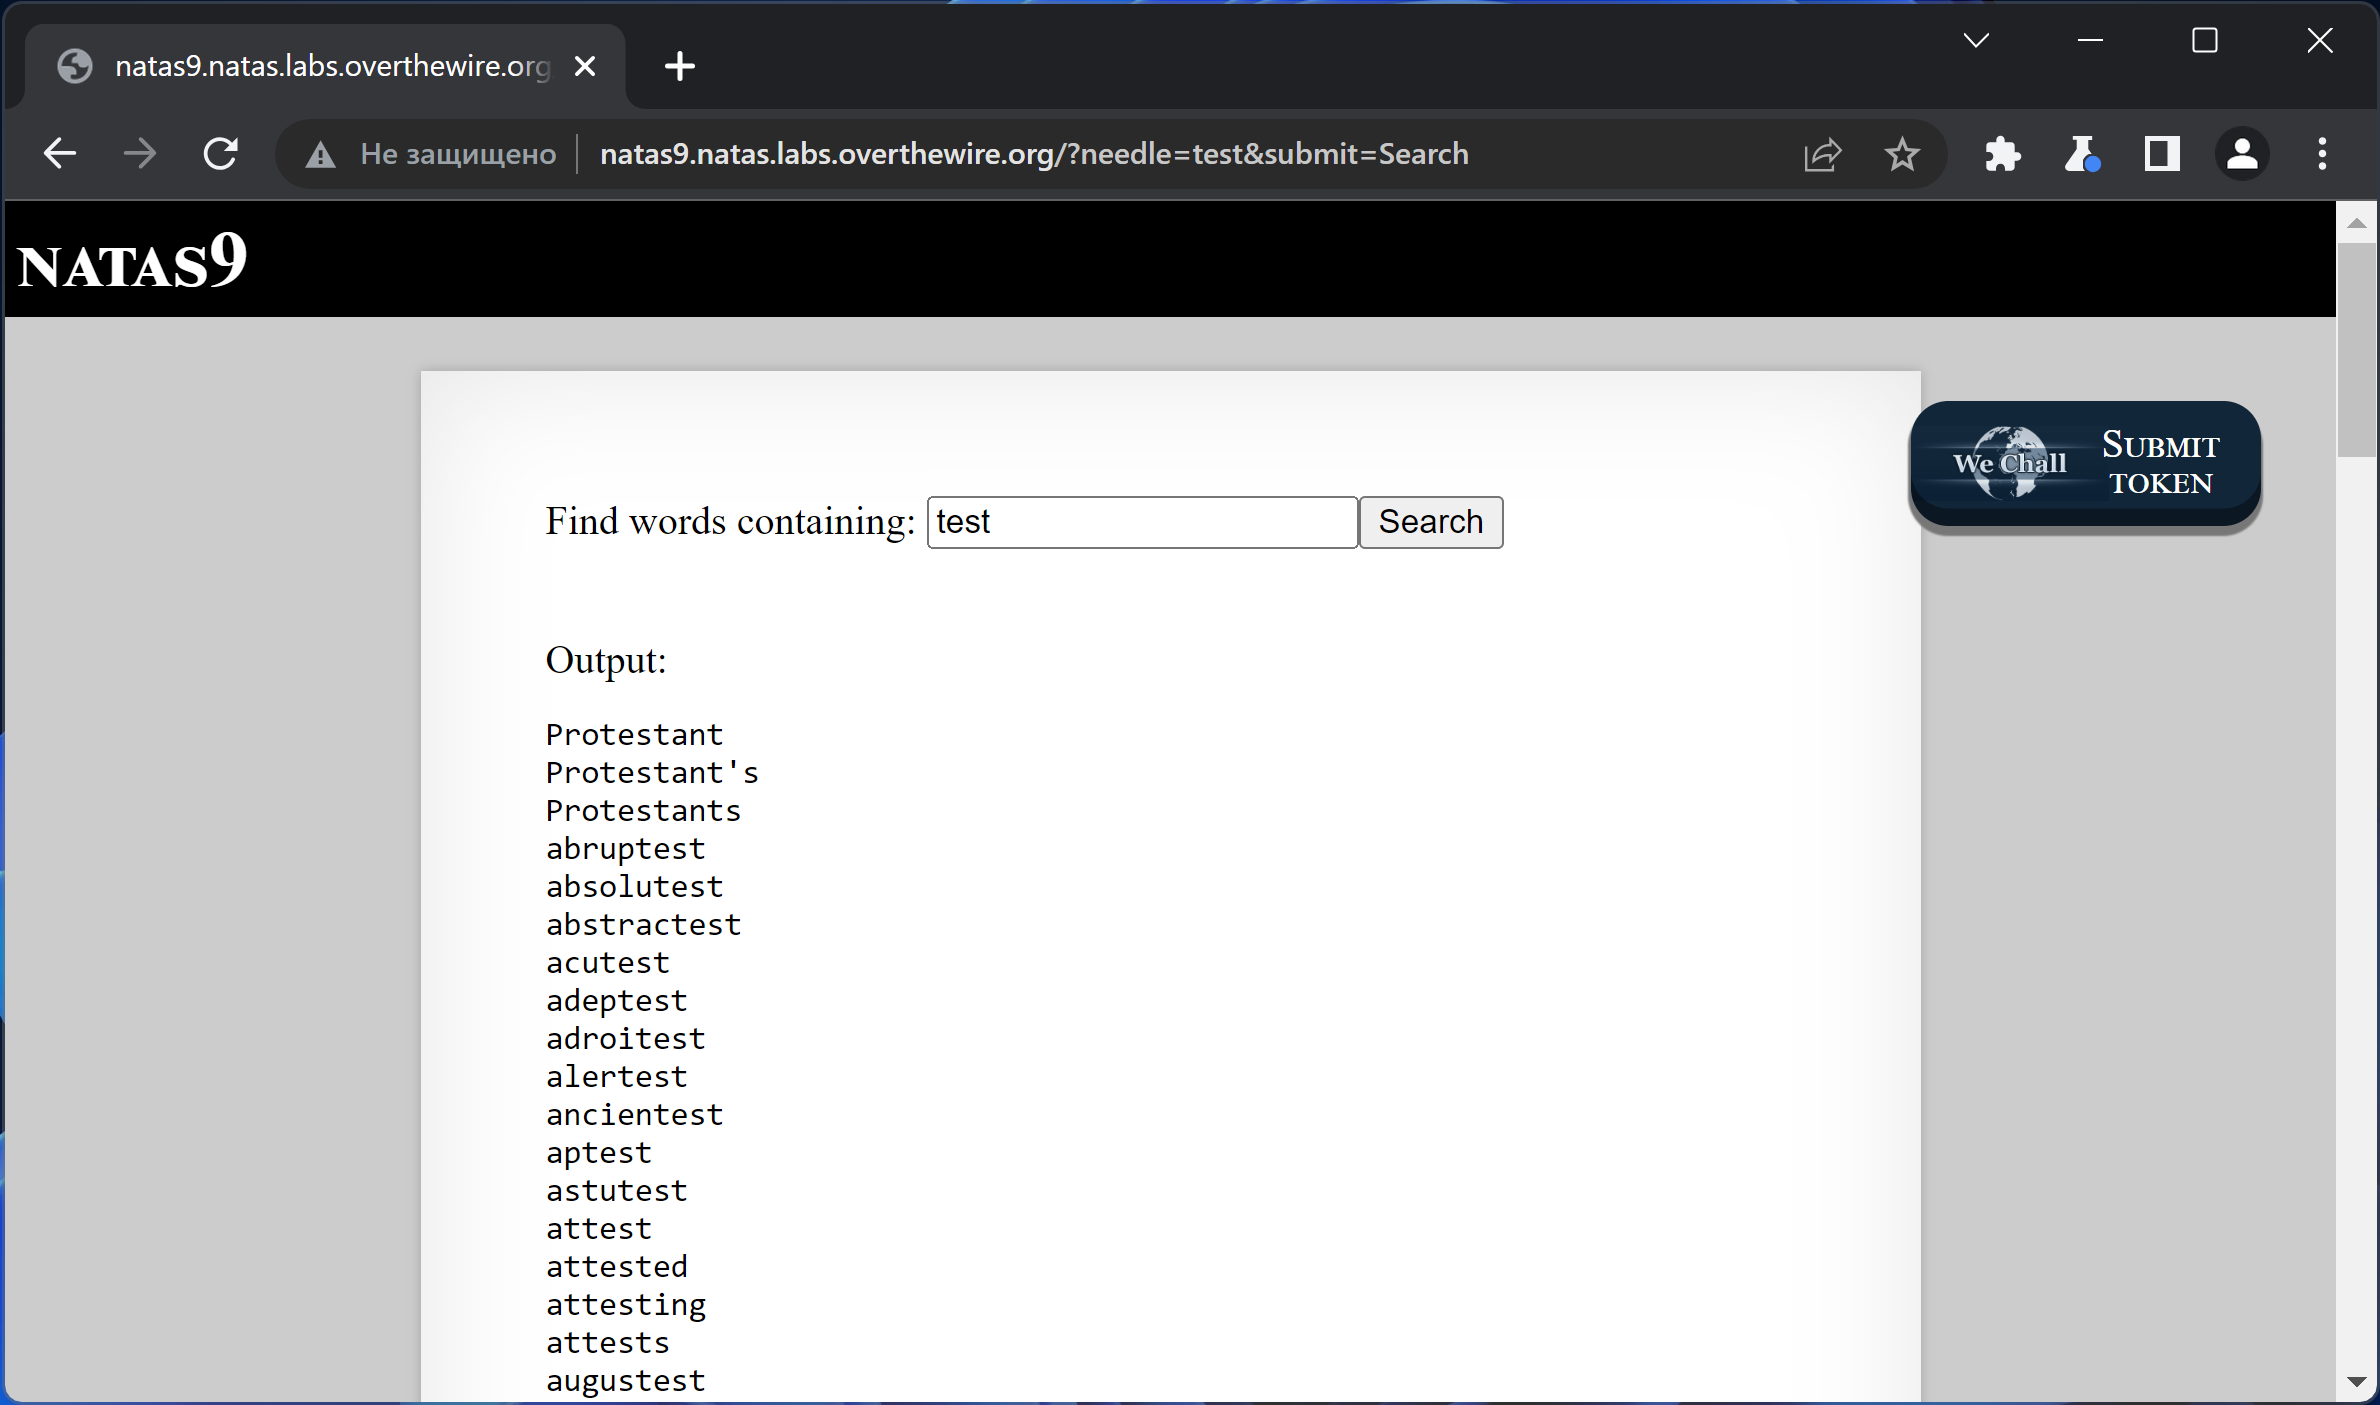 natas9.natas.labs.overthewire.org
Не защищено natas9.natas.labs.overthewire.org/?needle=test&submit=Search
NATAS9
We Chall
SUBMIT
TOKEN
Find words containing: test Search
Output:
Protestant
Protestant's
Protestants
abruptest
absolutest
abstractest
acutest
adeptest
adroitest
alertest
ancientest
aptest
astutest
attest
attested
attesting
attests
augustest